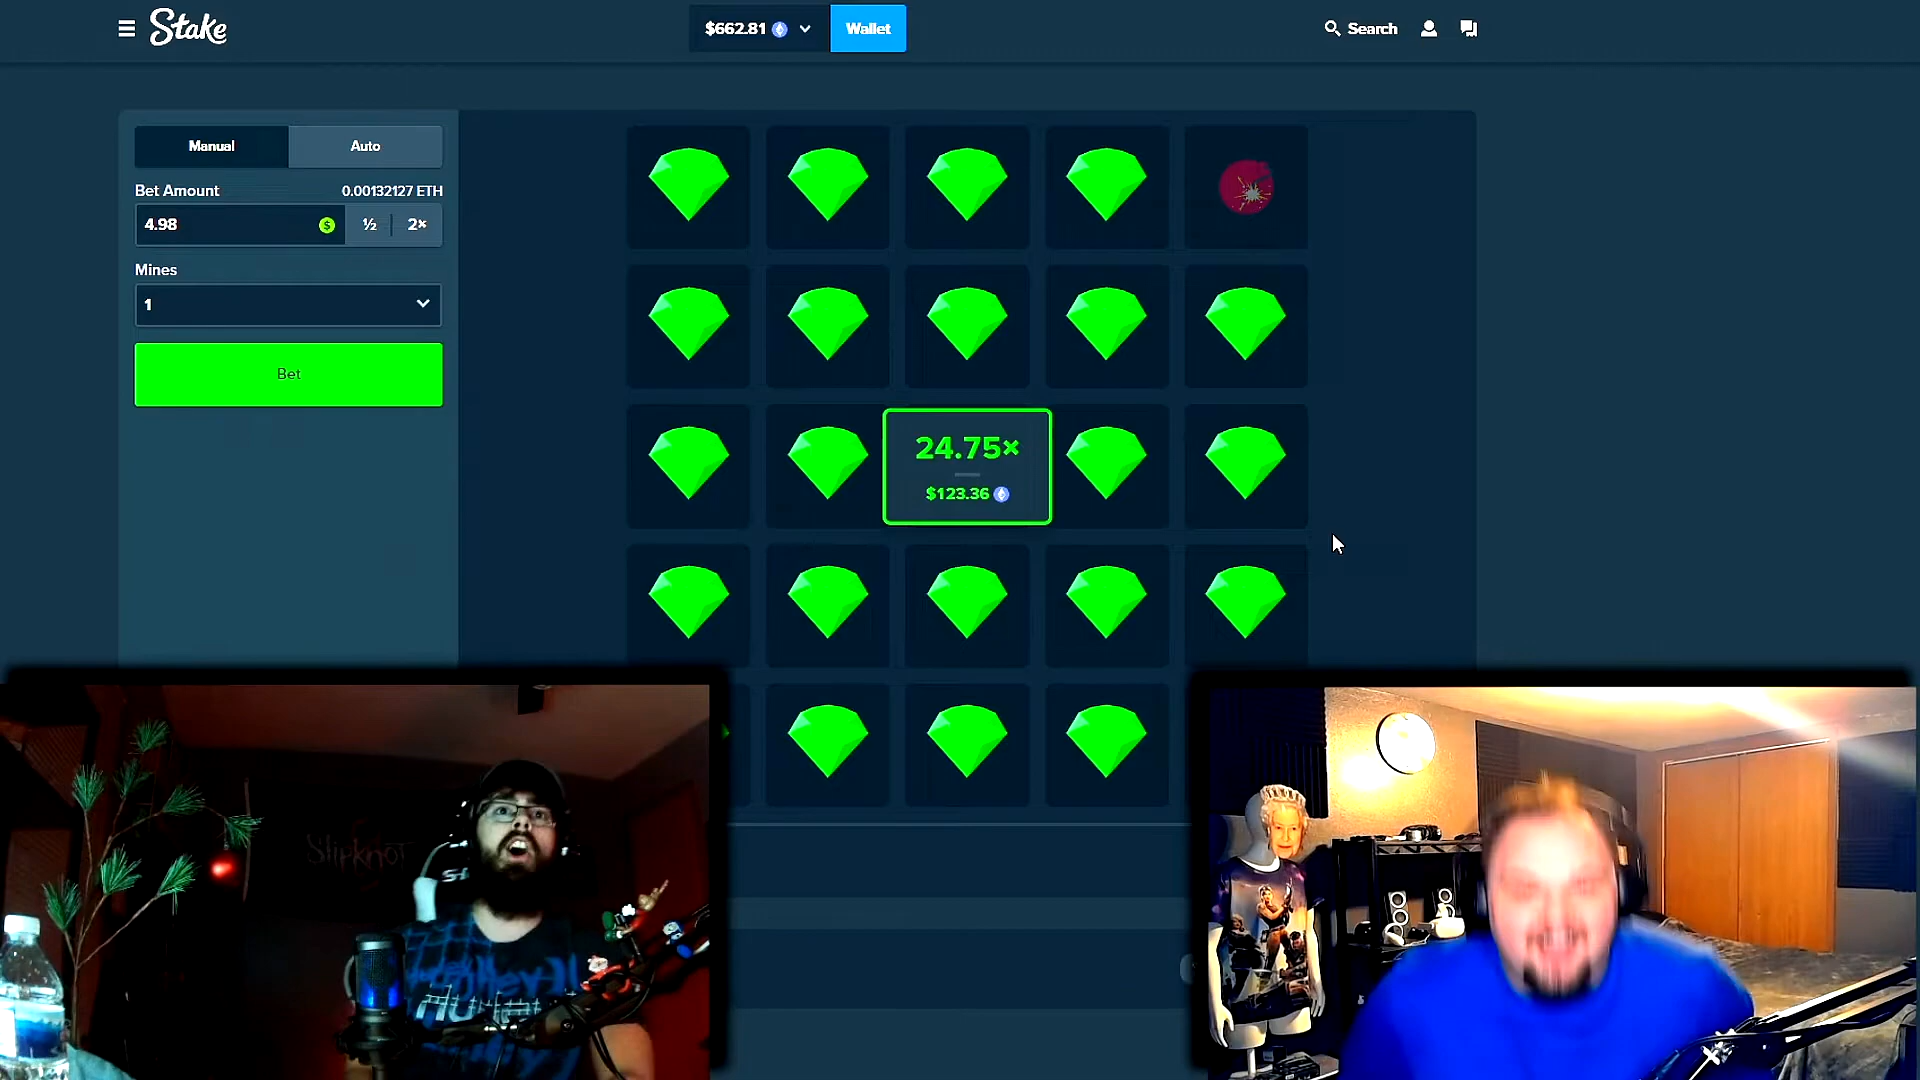 Stake
$662.81
Wallet
Search
Manual
Auto
Bet Amount
0.00132127 ETH
4.98
½
2×
Mines
1
Bet
24.75×
$123.36
Slipknot